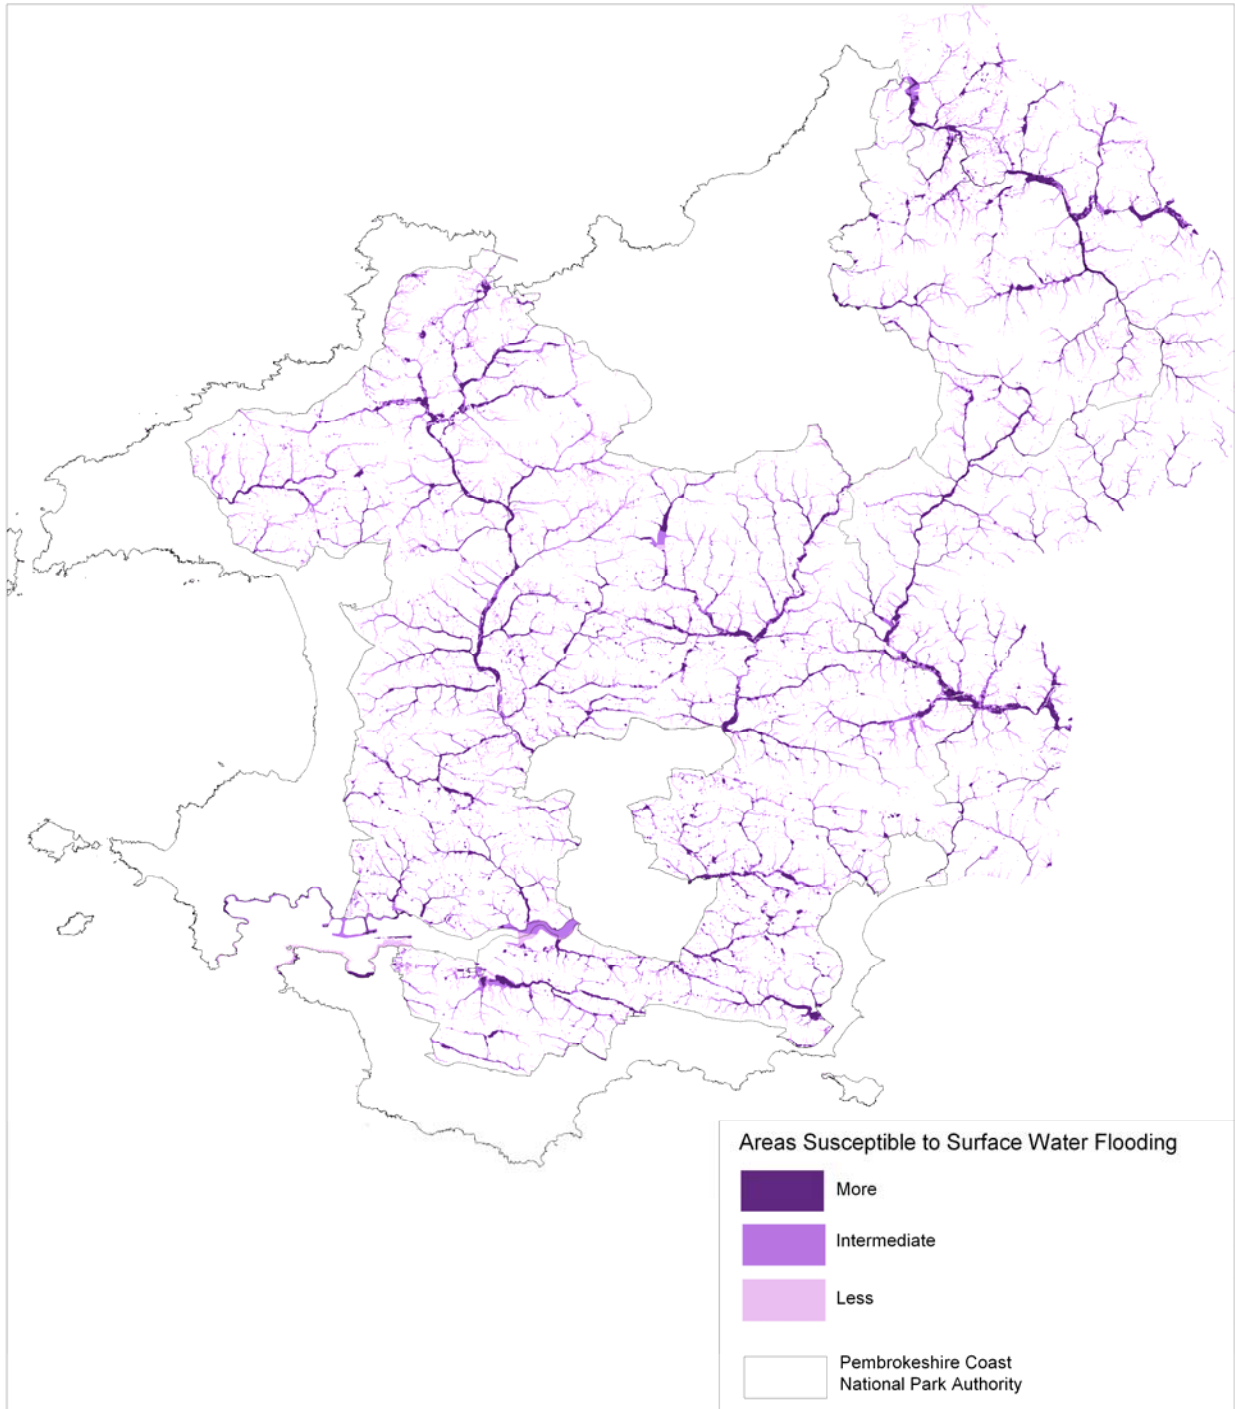 Areas Susceptible to Surface Water Flooding
More
Intermediate
Less
Pembrokeshire Coast
National Park Authority